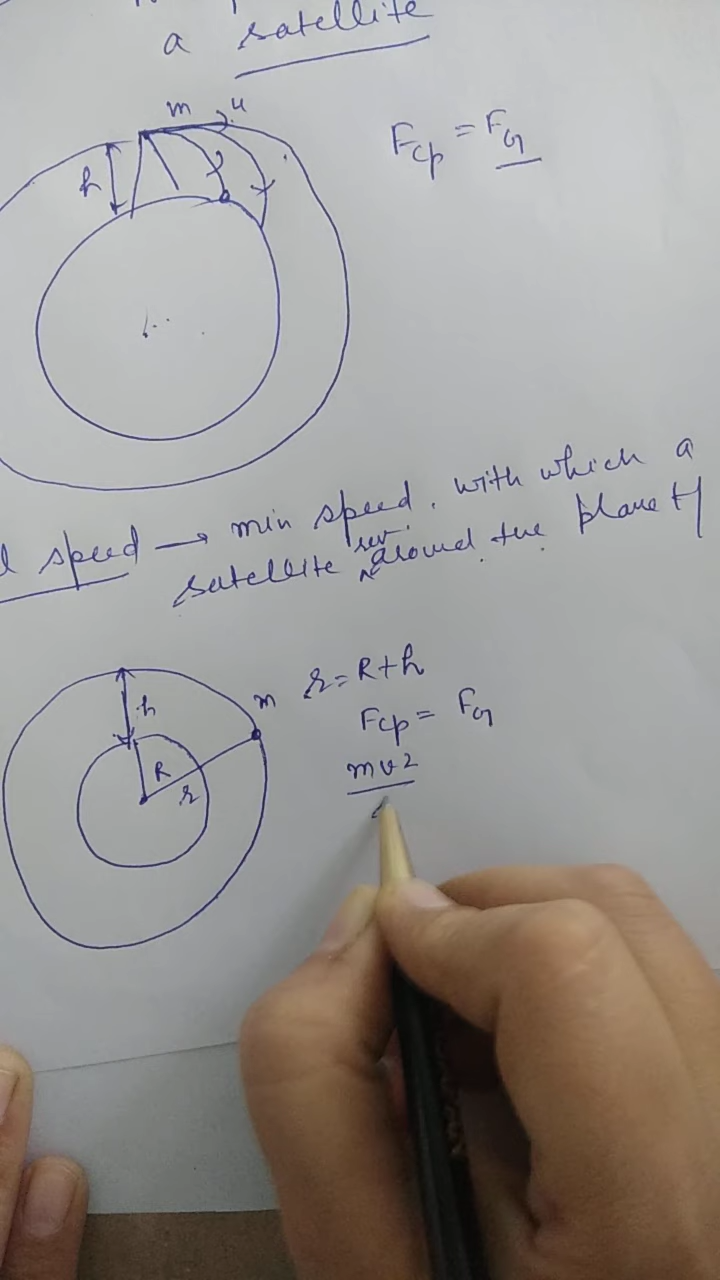 a satellite
m u
h
Fcp = FG
speed → min speed. with which a
satellite rev. around the planet
h
m
R
r
r = R+h
Fcp = FG
mv2